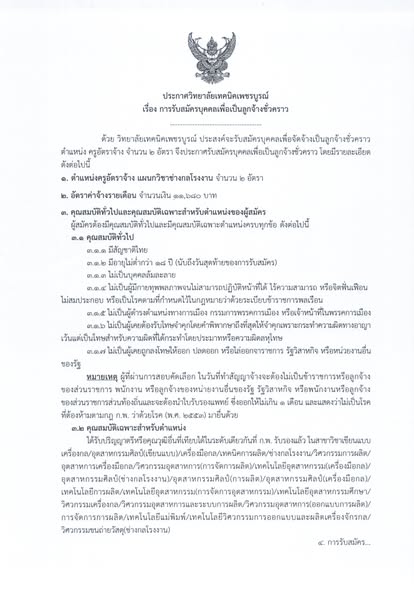 ประกาศวิทยาลัยเทคนิคเพชรบูรณ์
เรื่อง การรับสมัครบุคคลเพื่อเป็นลูกจ้างชั่วคราว
ด้วย วิทยาลัยเทคนิคเพชรบูรณ์ ประสงค์จะรับสมัครบุคคลเพื่อจัดจ้างเป็นลูกจ้างชั่วคราว
ตำแหน่ง ครูอัตราจ้าง จำนวน ๒ อัตรา จึงประกาศรับสมัครบุคคลเพื่อเป็นลูกจ้างชั่วคราว โดยมีรายละเอียด
ดังต่อไปนี้
๑. ตำแหน่งครูอัตราจ้าง แผนกวิชาช่างกลโรงงาน จำนวน ๒ อัตรา
๒. อัตราค่าจ้างรายเดือน จำนวนเงิน ๑๑,๖๘๐ บาท
๓. คุณสมบัติทั่วไปและคุณสมบัติเฉพาะสำหรับตำแหน่งของผู้สมัคร
ผู้สมัครต้องมีคุณสมบัติทั่วไปและมีคุณสมบัติเฉพาะตำแหน่งครบทุกข้อ ดังต่อไปนี้
๓.๑ คุณสมบัติทั่วไป
๓.๑.๑ มีสัญชาติไทย
๓.๑.๒ มีอายุไม่ต่ำกว่า ๑๘ ปี (นับถึงวันสุดท้ายของการรับสมัคร)
๓.๑.๓ ไม่เป็นบุคคลล้มละลาย
๓.๑.๔ ไม่เป็นผู้มีกายทุพพลภาพจนไม่สามารถปฏิบัติหน้าที่ได้ ไร้ความสามารถ หรือจิตฟั่นเฟือน
ไม่สมประกอบ หรือเป็นโรคตามที่กำหนดไว้ในกฎหมายว่าด้วยระเบียบข้าราชการพลเรือน
๓.๑.๕ ไม่เป็นผู้ดำรงตำแหน่งทางการเมือง กรรมการพรรคการเมือง หรือเจ้าหน้าที่ในพรรคการเมือง
๓.๑.๖ ไม่เป็นผู้เคยต้องรับโทษจำคุกโดยคำพิพากษาถึงที่สุดให้จำคุกเพราะกระทำความผิดทางอาญา
เว้นแต่เป็นโทษสำหรับความผิดที่ได้กระทำโดยประมาทหรือความผิดลหุโทษ
๓.๑.๗ ไม่เป็นผู้เคยถูกลงโทษให้ออก ปลดออก หรือไล่ออกจากราชการ รัฐวิสาหกิจ หรือหน่วยงานอื่น
ของรัฐ
หมายเหตุ ผู้ที่ผ่านการสอบคัดเลือก ในวันที่ทำสัญญาจ้างจะต้องไม่เป็นข้าราชการหรือลูกจ้าง
ของส่วนราชการ พนักงาน หรือลูกจ้างของหน่วยงานอื่นของรัฐ รัฐวิสาหกิจ หรือพนักงานหรือลูกจ้าง
ของส่วนราชการส่วนท้องถิ่นและจะต้องนำใบรับรองแพทย์ ซึ่งออกให้ไม่เกิน ๑ เดือน และแสดงว่าไม่เป็นโรค
ที่ต้องห้ามตามกฎ ก.พ. ว่าด้วยโรค (พ.ศ. ๒๕๕๓) มายื่นด้วย
๓.๒ คุณสมบัติเฉพาะสำหรับตำแหน่ง
ได้รับปริญญาตรีหรือคุณวุฒิอื่นที่เทียบได้ในระดับเดียวกันที่ ก.พ. รับรองแล้ว ในสาขาวิชาเขียนแบบ
เครื่องกล/อุตสาหกรรมศิลป์(เขียนแบบ)/เครื่องมือกล/เทคนิคการผลิต/ช่างกลโรงงาน/วิศวกรรมการผลิต/
อุตสาหการเครื่องมือกล/วิศวกรรมอุตสาหการ(การจัดการผลิต)/เทคโนโลยีอุตสาหกรรม(เครื่องมือกล)/
อุตสาหกรรมศิลป์(ช่างกลโรงงาน)/อุตสาหกรรมศิลป์(การผลิต)/อุตสาหกรรมศิลป์(เครื่องมือกล)/
เทคโนโลยีการผลิต/เทคโนโลยีอุตสาหกรรม(การจัดการอุตสาหกรรม)/เทคโนโลยีอุตสาหกรรมศึกษา/
วิศวกรรมเครื่องกล/วิศวกรรมอุตสาหการและระบบการผลิต/วิศวกรรมอุตสาหการ(ออกแบบการผลิต)/
การจัดการการผลิต/เทคโนโลยีแม่พิมพ์/เทคโนโลยีวิศวกรรมการออกแบบและผลิตเครื่องจักรกล/
วิศวกรรมขนถ่ายวัสดุ(ช่างกลโรงงาน)
๔. การรับสมัคร...